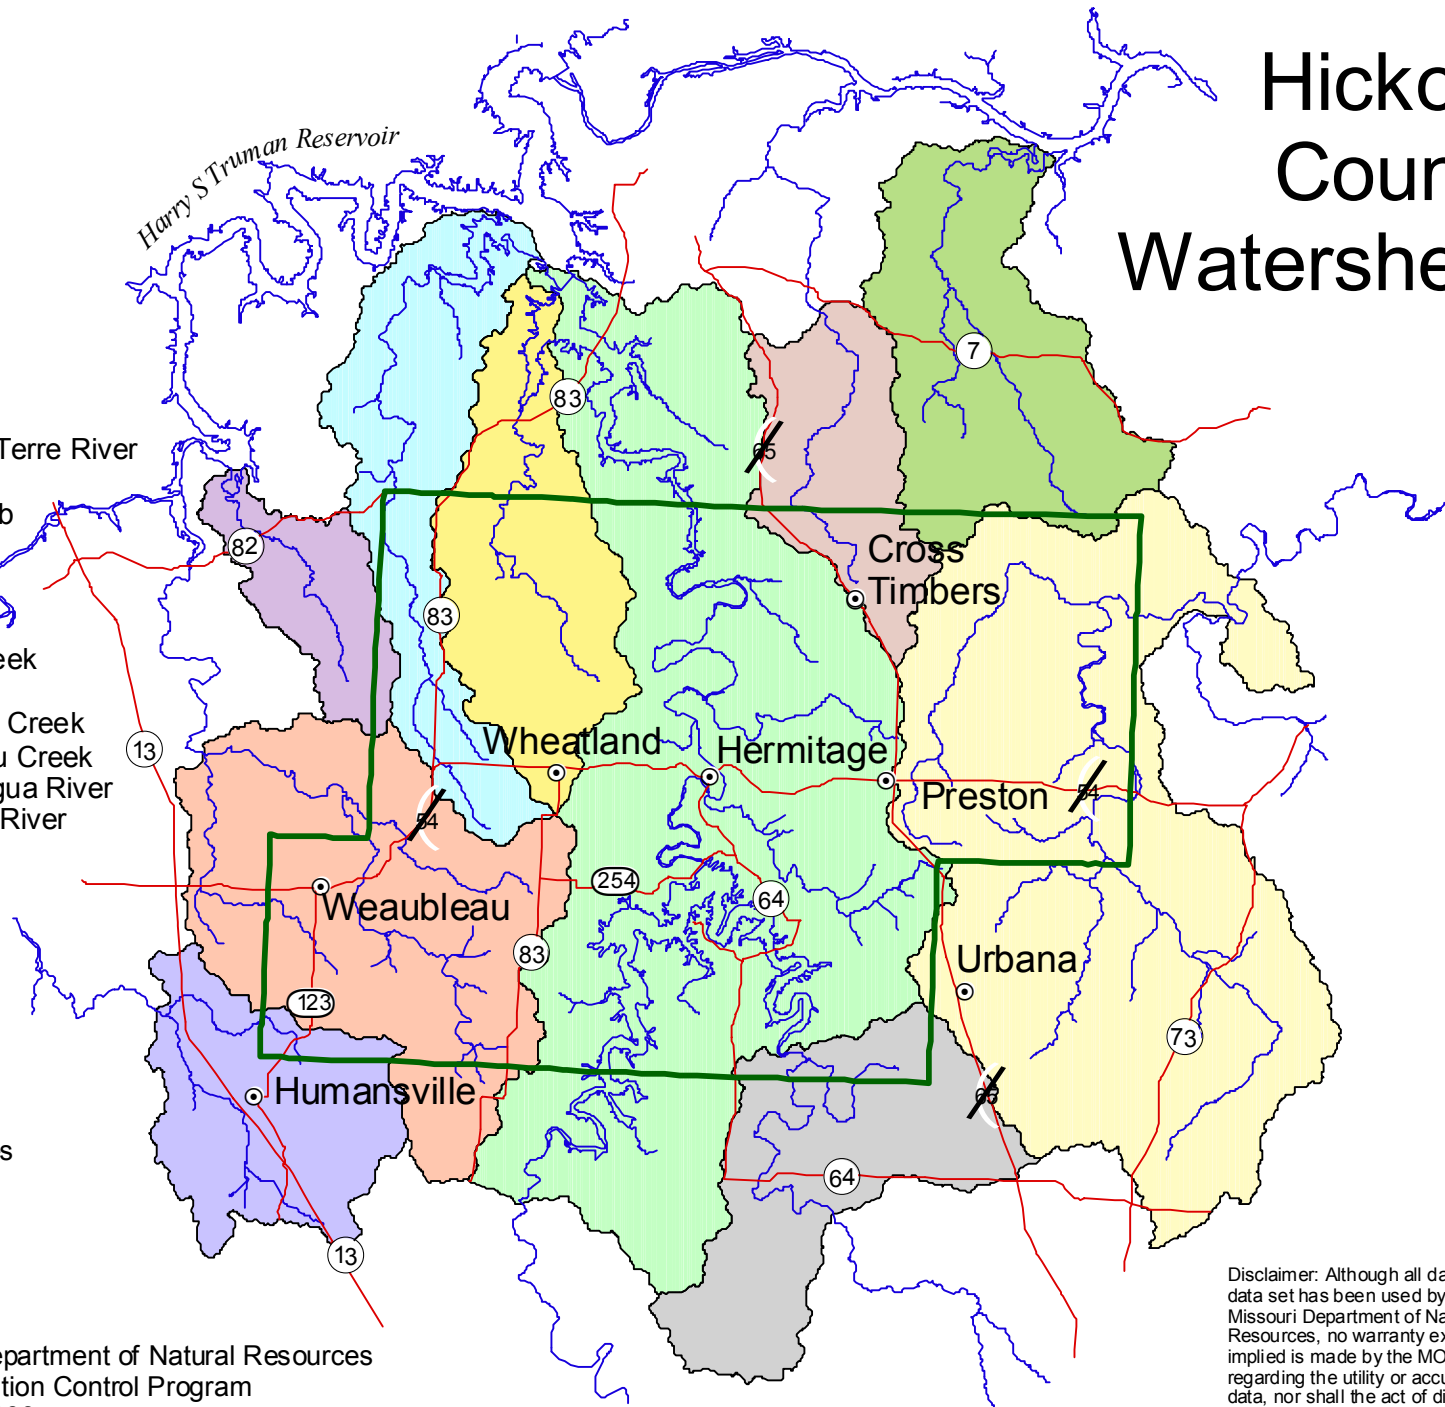 Hicko
Coun
Watershe
Harry S Truman Reservoir
Terre River
b
eek
Creek
u Creek
gua River
River
s
7
83
65
82
83
Cross
Timbers
13
Wheatland
Hermitage
Preston
54
54
254
64
Weaubleau
83
Urbana
123
73
Humansville
65
64
13
epartment of Natural Resources
tion Control Program
Disclaimer: Although all da
data set has been used by
Missouri Department of Na
Resources, no warranty ex
implied is made by the MO
regarding the utility or accu
data, nor shall the act of di